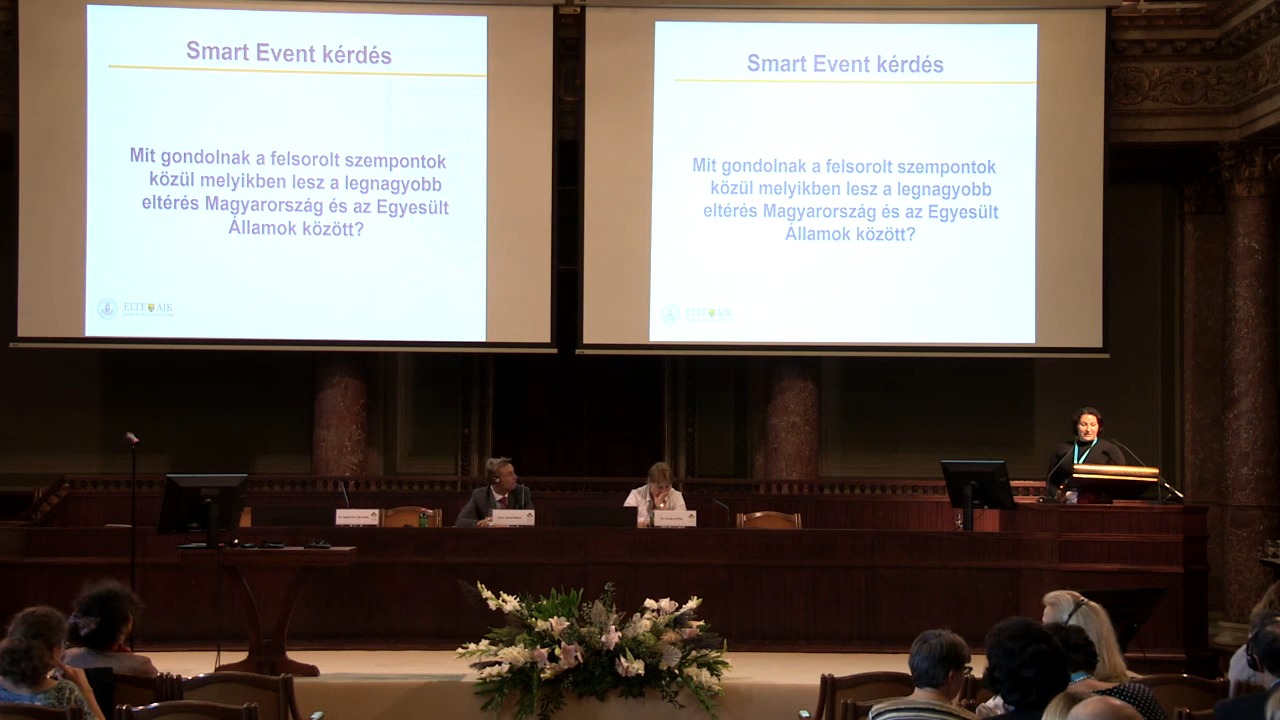 Smart Event kérdés
Mit gondolnak a felsorolt szempontok
közül melyikben lesz a legnagyobb
eltérés Magyarország és az Egyesült
Államok között?
ELTE ÁJK
Smart Event kérdés
Mit gondolnak a felsorolt szempontok
közül melyikben lesz a legnagyobb
eltérés Magyarország és az Egyesült
Államok között?
ELTE ÁJK